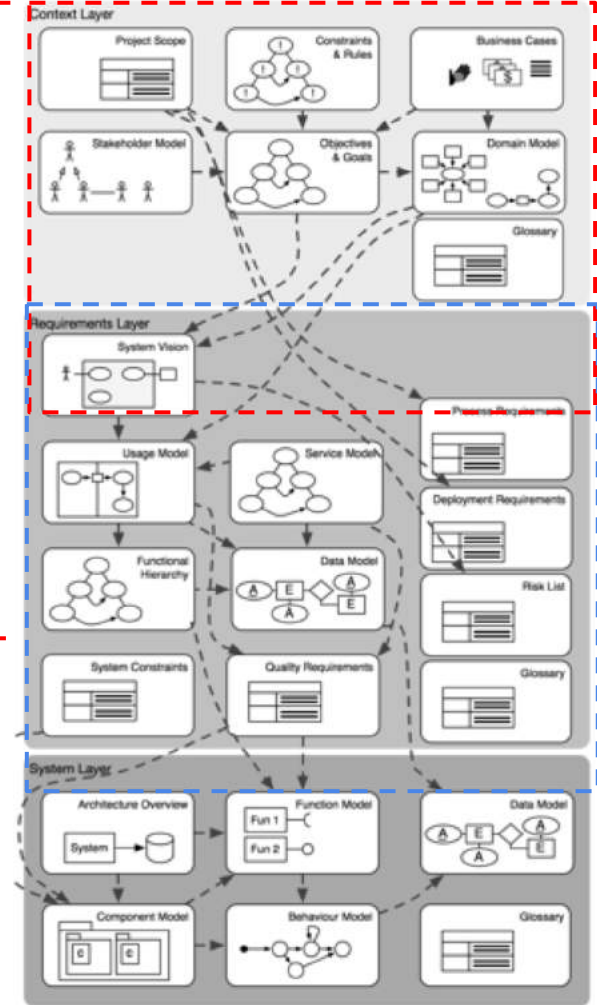 Context Layer
Project Scope
Constraints
& Rules
!
! !
! !
Business Cases
$
Stakeholder Model
Objectives
& Goals
Domain Model
Glossary
Requirements Layer
System Vision
Process Requirements
Usage Model
Service Model
Deployment Requirements
Functional
Hierarchy
Data Model
A E A
A E
Risk List
System Constraints
Quality Requirements
Glossary
System Layer
Architecture Overview
System
Function Model
Fun 1
Fun 2
Data Model
A E A
A E
Component Model
C C
Behaviour Model
Glossary